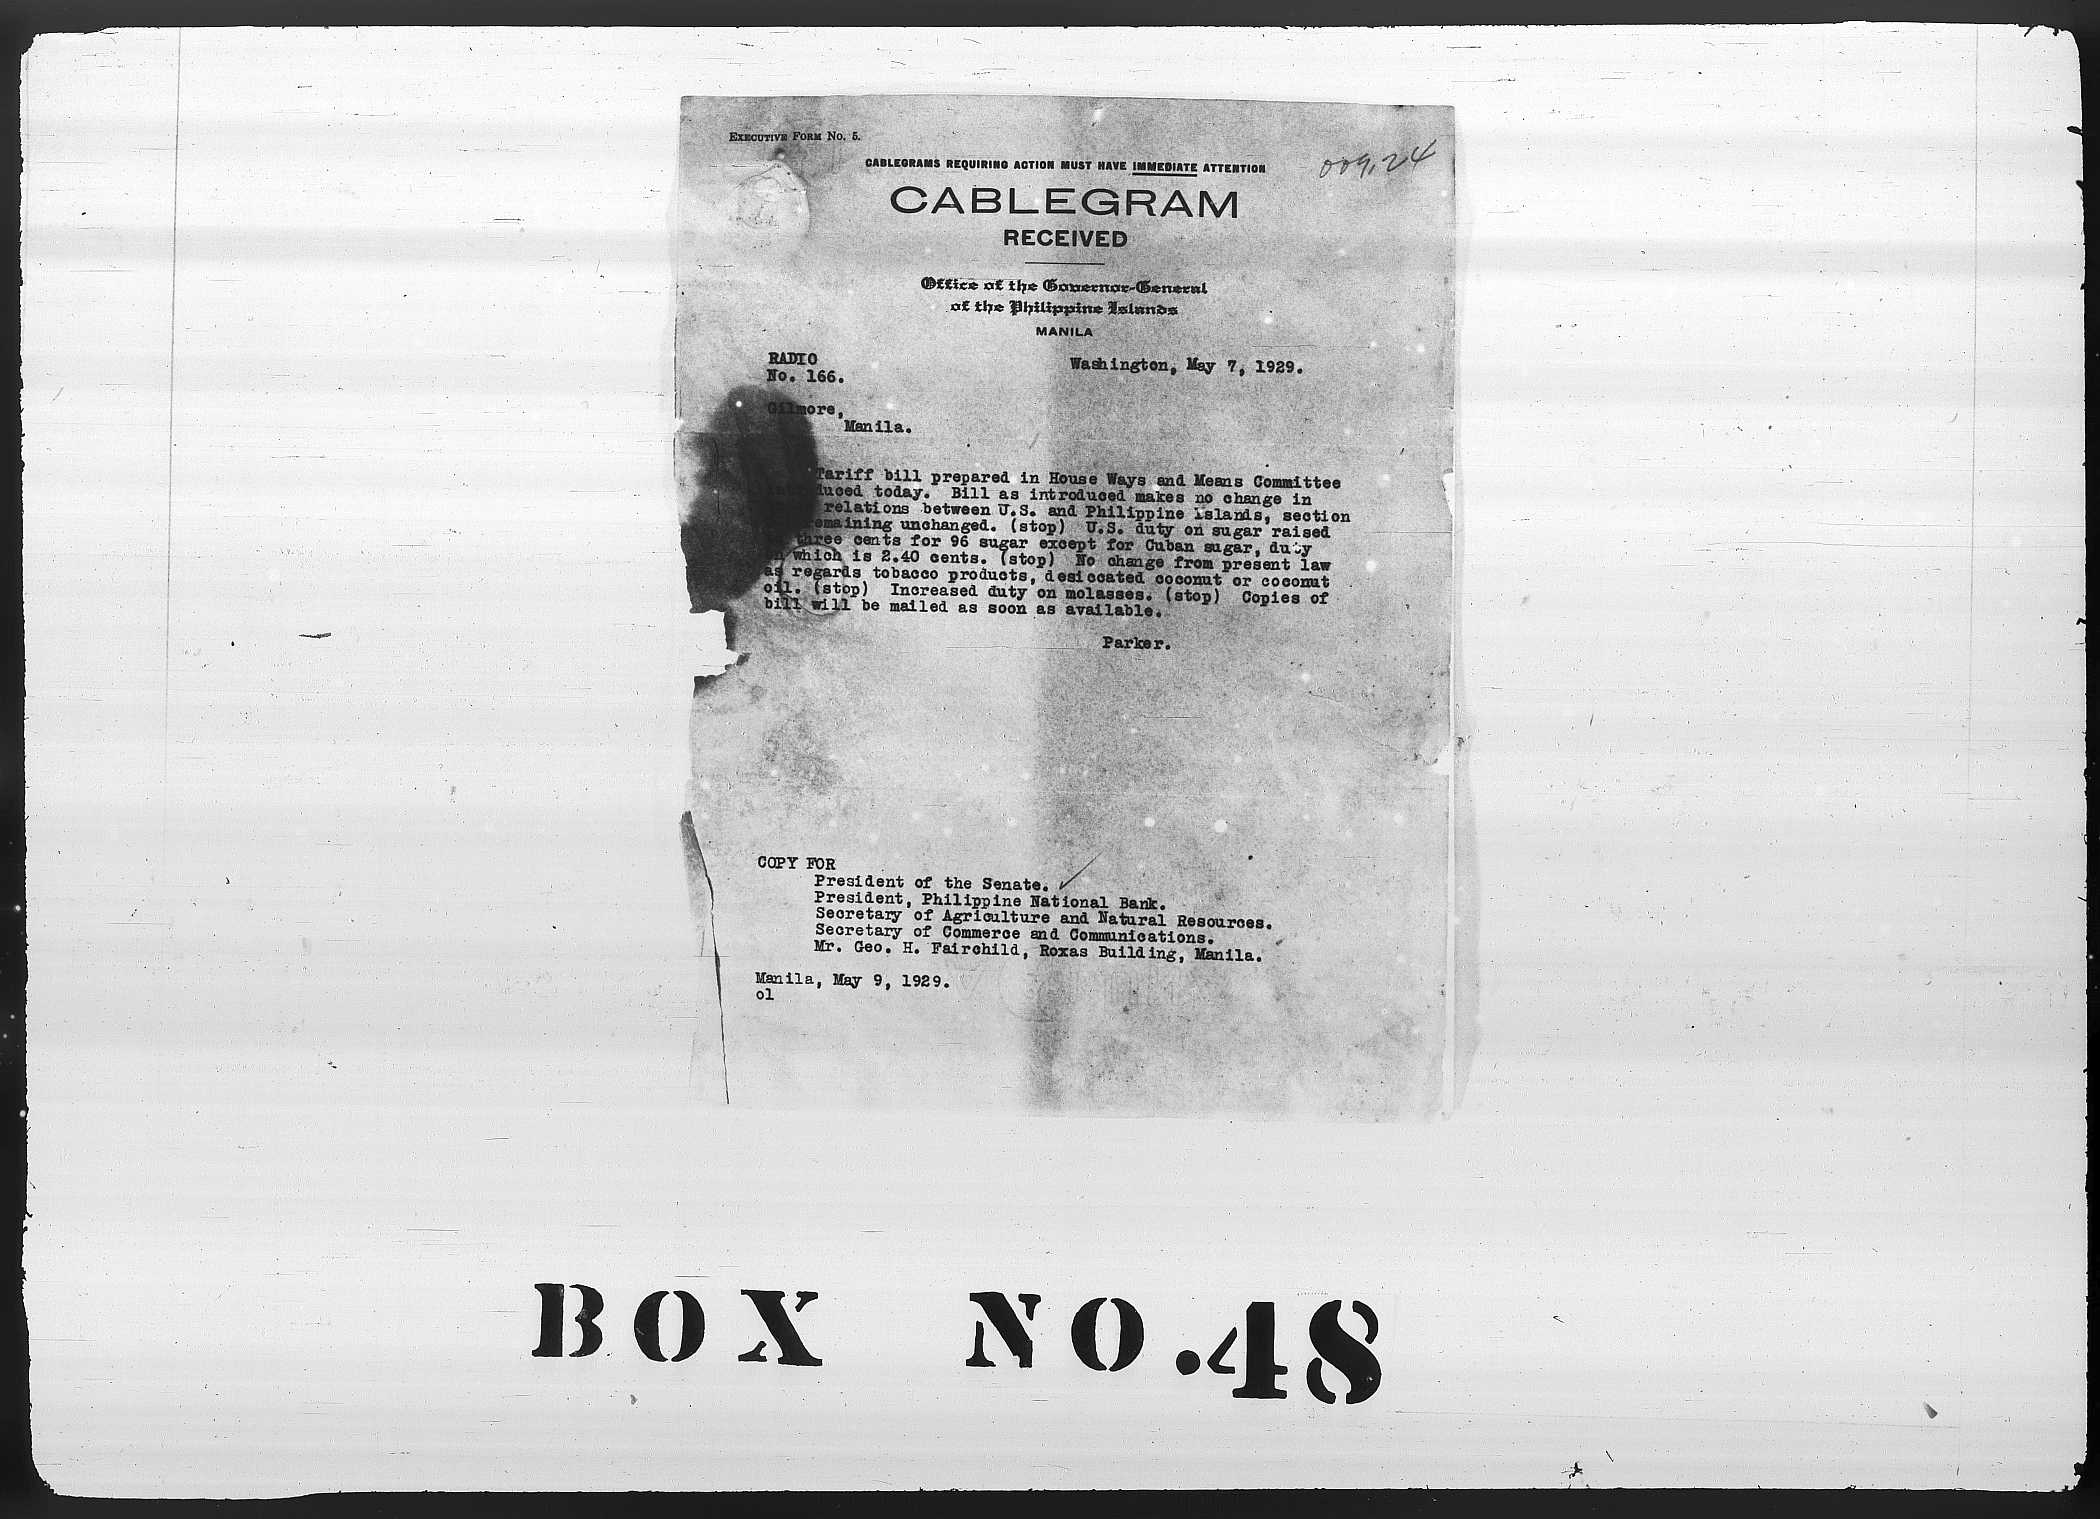 EXECUTIVE FORM NO. 5.
009.24
CABLEGRAMS REQUIRING ACTION MUST HAVE IMMEDIATE ATTENTION
CABLEGRAM
RECEIVED
Office of the Governor-General
of the Philippine Islands
MANILA
RADIO
No. 166.
Washington, May 7, 1929.
Gilmore,
Manila.
Tariff bill prepared in House Ways and Means Committee
introduced today. Bill as introduced makes no change in
relations between U.S. and Philippine Islands, section
remaining unchanged. (stop) U.S. duty on sugar raised
three cents for 96 sugar except for Cuban sugar, duty
on which is 2.40 cents. (stop) No change from present law
as regards tobacco products, desiccated coconut or coconut
oil. (stop) Increased duty on molasses. (stop) Copies of
bill will be mailed as soon as available.
Parker.
COPY FOR
President of the Senate.
President, Philippine National Bank.
Secretary of Agriculture and Natural Resources.
Secretary of Commerce and Communications.
Mr. Geo. H. Fairchild, Roxas Building, Manila.
Manila, May 9, 1929.
ol
BOX NO. 48